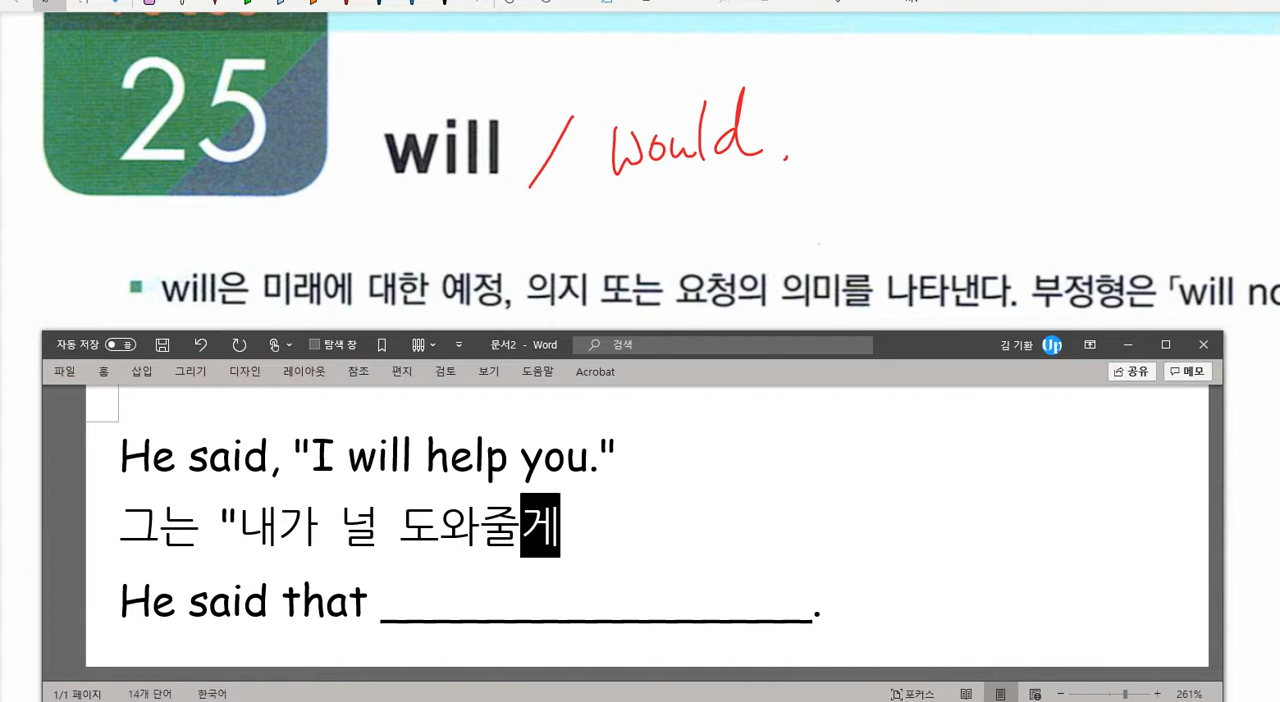 25
will / would.
▪ will은 미래에 대한 예정, 의지 또는 요청의 의미를 나타낸다. 부정형은 「will no
자동 저장 끔 탐색 창 문서2 - Word 검색 김 기환 Up
파일 홈 삽입 그리기 디자인 레이아웃 참조 편지 검토 보기 도움말 Acrobat 공유 메모
He said, "I will help you."
그는 "내가 널 도와줄게
He said that ________________.
1/1 페이지 14개 단어 한국어 포커스 261%